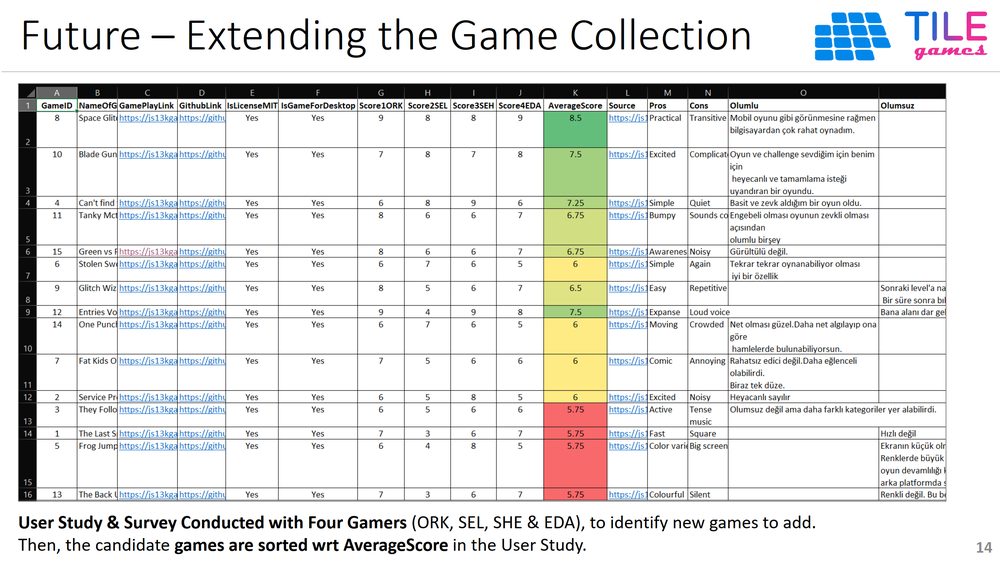 Future – Extending the Game Collection
TILE
games
A B C D E F G H I J K L M N O
1 GameID NameOfG GamePlayLink GithubLink IsLicenseMIT IsGameForDesktop Score1ORK Score2SEL Score3SEH Score4EDA AverageScore Source Pros Cons Olumlu Olumsuz
2 8 Space Glit https://js13kga https://githu Yes Yes 9 8 8 9 8.5 https://js1 Practical Transitive Mobil oyunu gibi görünmesine rağmen
bilgisayardan çok rahat oynadım.
3 10 Blade Gun https://js13kga https://githu Yes Yes 7 8 7 8 7.5 https://js1 Excited Complicat Oyun ve challenge sevdiğim için benim
için
heyecanlı ve tamamlama isteği
uyandıran bir oyundu.
4 4 Can't find https://js13kga https://githu Yes Yes 6 8 9 6 7.25 https://js1 Simple Quiet Basit ve zevk aldığım bir oyun oldu.
5 11 Tanky Mcl https://js13kga https://githu Yes Yes 8 6 6 7 6.75 https://js1 Bumpy Sounds co Engebeli olması oyunun zevkli olması
açısından
olumlu birşey
6 15 Green vs https://js13kga https://githu Yes Yes 8 6 6 7 6.75 https://js1 Awarenes Noisy Gürültülü değil.
7 6 Stolen Sw https://js13kga https://githu Yes Yes 6 7 6 5 6 https://js1 Simple Again Tekrar tekrar oynanabiliyor olması
iyi bir özellik
8 9 Glitch Wiz https://js13kga https://githu Yes Yes 8 5 6 7 6.5 https://js1 Easy Repetitive Sonraki level'a na
Bir süre sonra bıl
9 12 Entries Vo https://js13kga https://githu Yes Yes 9 4 9 8 7.5 https://js1 Expanse Loud voice Bana alanı dar gel
10 14 One Punch https://js13kga https://githu Yes Yes 6 7 6 5 6 https://js1 Moving Crowded Net olması güzel.Daha net algılayıp ona
göre
hamlelerde bulunabiliyorsun.
11 7 Fat Kids O https://js13kga https://githu Yes Yes 7 5 6 6 6 https://js1 Comic Annoying Rahatsız edici değil.Daha eğlenceli
olabilirdi.
Biraz tek düze.
12 2 Service Pr https://js13kga https://githu Yes Yes 6 5 8 5 6 https://js1 Excited Noisy Heyacanlı sayılır
13 3 They Follo https://js13kga https://githu Yes Yes 6 5 6 6 5.75 https://js1 Active Tense Olumsuz değil ama daha farklı kategoriler yer alabilirdi.
music
14 1 The Last S https://js13kga https://githu Yes Yes 7 3 6 7 5.75 https://js1 Fast Square Hızlı değil
15 5 Frog Jump https://js13kga https://githu Yes Yes 6 4 8 5 5.75 https://js1 Color varie Big screen Ekranın küçük olm
Renklerde büyük
oyun devamlılığı k
arka platformda s
16 13 The Back https://js13kga https://githu Yes Yes 7 3 6 7 5.75 https://js1 Colourful Silent Renkli değil. Bu be
User Study & Survey Conducted with Four Gamers (ORK, SEL, SHE & EDA), to identify new games to add.
Then, the candidate games are sorted wrt AverageScore in the User Study.
14